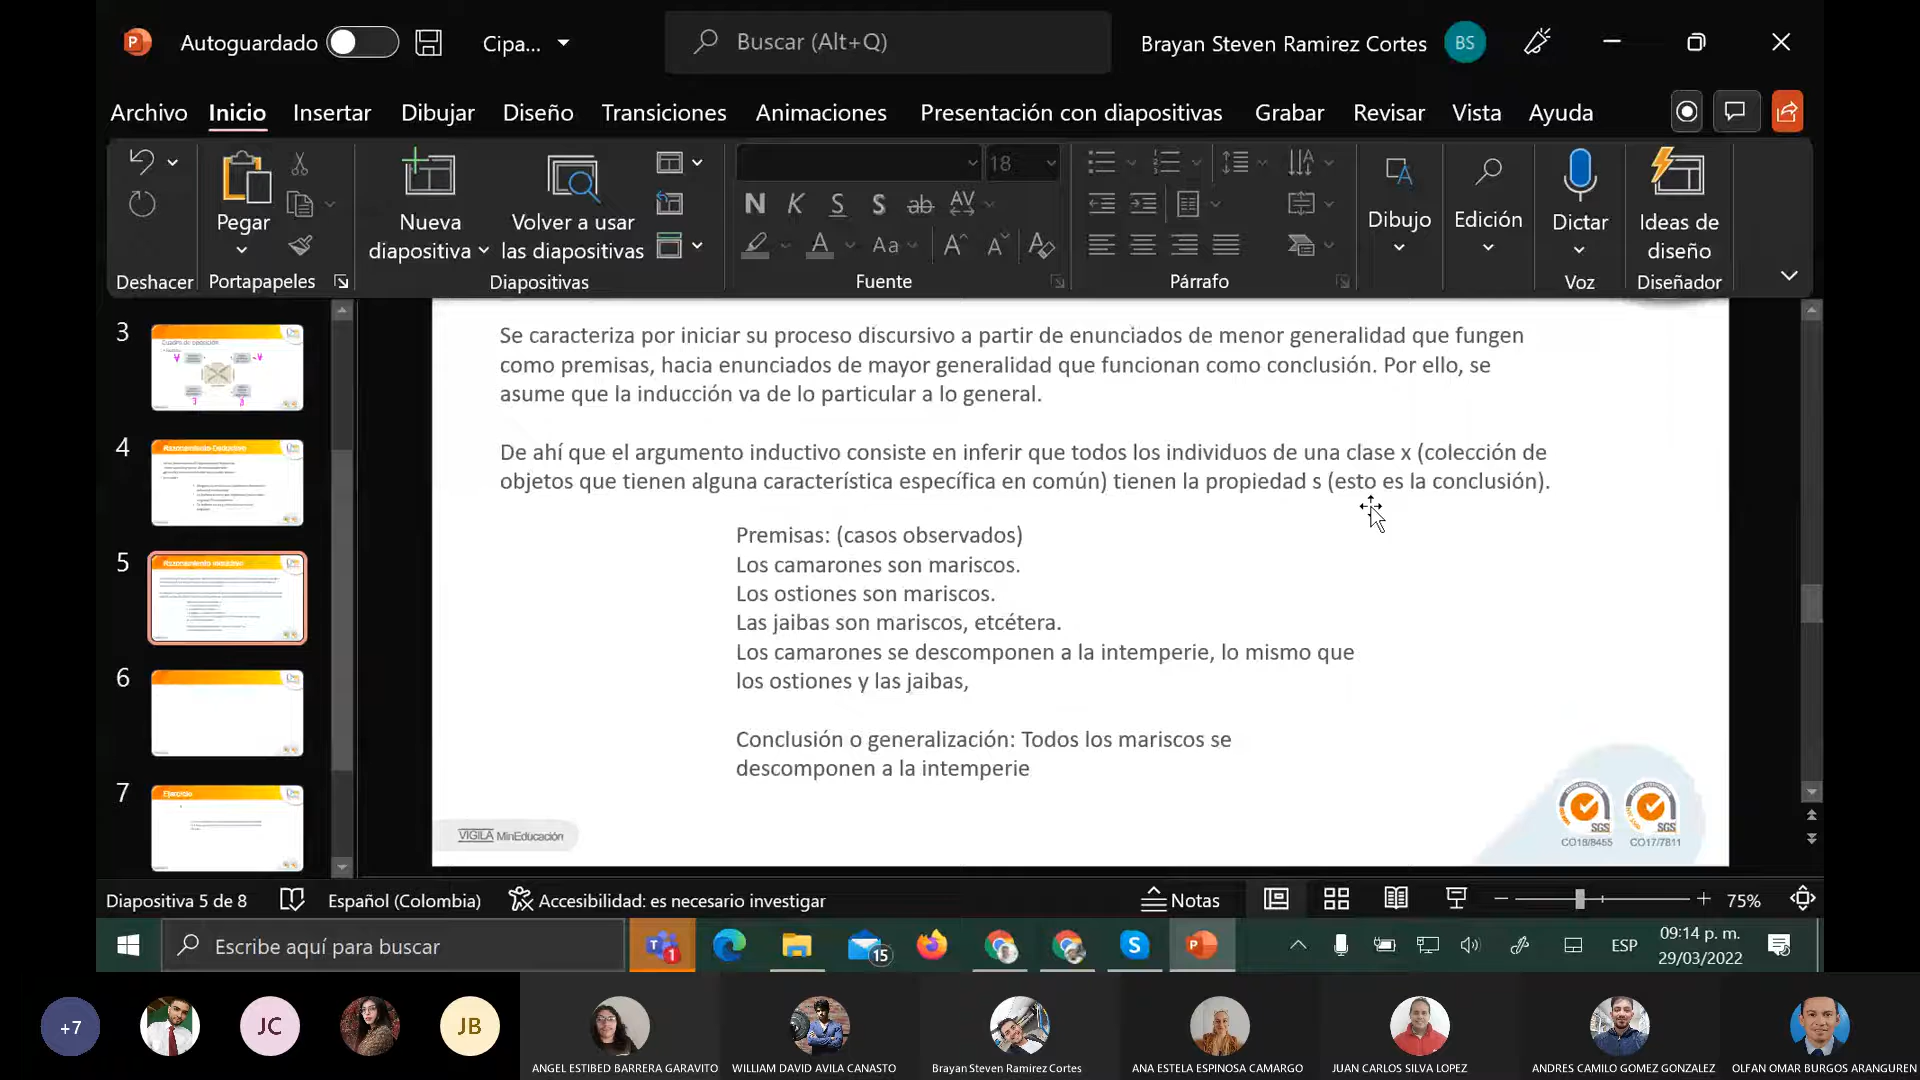 Autoguardado
Cipa...
Buscar (Alt+Q)
Brayan Steven Ramirez Cortes
BS
Archivo
Inicio
Insertar
Dibujar
Diseño
Transiciones
Animaciones
Presentación con diapositivas
Grabar
Revisar
Vista
Ayuda
Deshacer
Pegar
Portapapeles
Nueva
diapositiva
Volver a usar
las diapositivas
Diapositivas
18
N K S S ab AV
A Aa A A A
Fuente
Párrafo
Dibujo
Edición
Dictar
Voz
Ideas de
diseño
Diseñador
3
Cuadro de oposición
4
Razonamiento Deductivo
5
Razonamiento Inductivo
6
7
Ejercicio
Se caracteriza por iniciar su proceso discursivo a partir de enunciados de menor generalidad que fungen
como premisas, hacia enunciados de mayor generalidad que funcionan como conclusión. Por ello, se
asume que la inducción va de lo particular a lo general.
De ahí que el argumento inductivo consiste en inferir que todos los individuos de una clase x (colección de
objetos que tienen alguna característica específica en común) tienen la propiedad s (esto es la conclusión).
Premisas: (casos observados)
Los camarones son mariscos.
Los ostiones son mariscos.
Las jaibas son mariscos, etcétera.
Los camarones se descomponen a la intemperie, lo mismo que
los ostiones y las jaibas,
Conclusión o generalización: Todos los mariscos se
descomponen a la intemperie
VIGILADA MinEducación
SGS
CO18/8455
SGS
CO17/7811
Diapositiva 5 de 8
Español (Colombia)
Accesibilidad: es necesario investigar
Notas
75%
Escribe aquí para buscar
1
15
ESP
09:14 p. m.
29/03/2022
+7
JC
JB
ANGEL ESTIBED BARRERA GARAVITO
WILLIAM DAVID AVILA CANASTO
Brayan Steven Ramirez Cortes
ANA ESTELA ESPINOSA CAMARGO
JUAN CARLOS SILVA LOPEZ
ANDRES CAMILO GOMEZ GONZALEZ
OLFAN OMAR BURGOS ARANGUREN